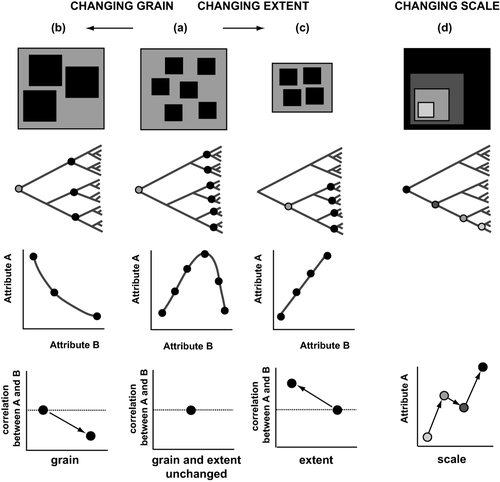 CHANGING GRAIN CHANGING EXTENT CHANGING SCALE
(b) (a) (c) (d)
Attribute A
Attribute B
Attribute A
Attribute B
Attribute A
Attribute B
correlation
between A and B
grain
correlation
between A and B
grain and extent
unchanged
correlation
between A and B
extent
Attribute A
scale